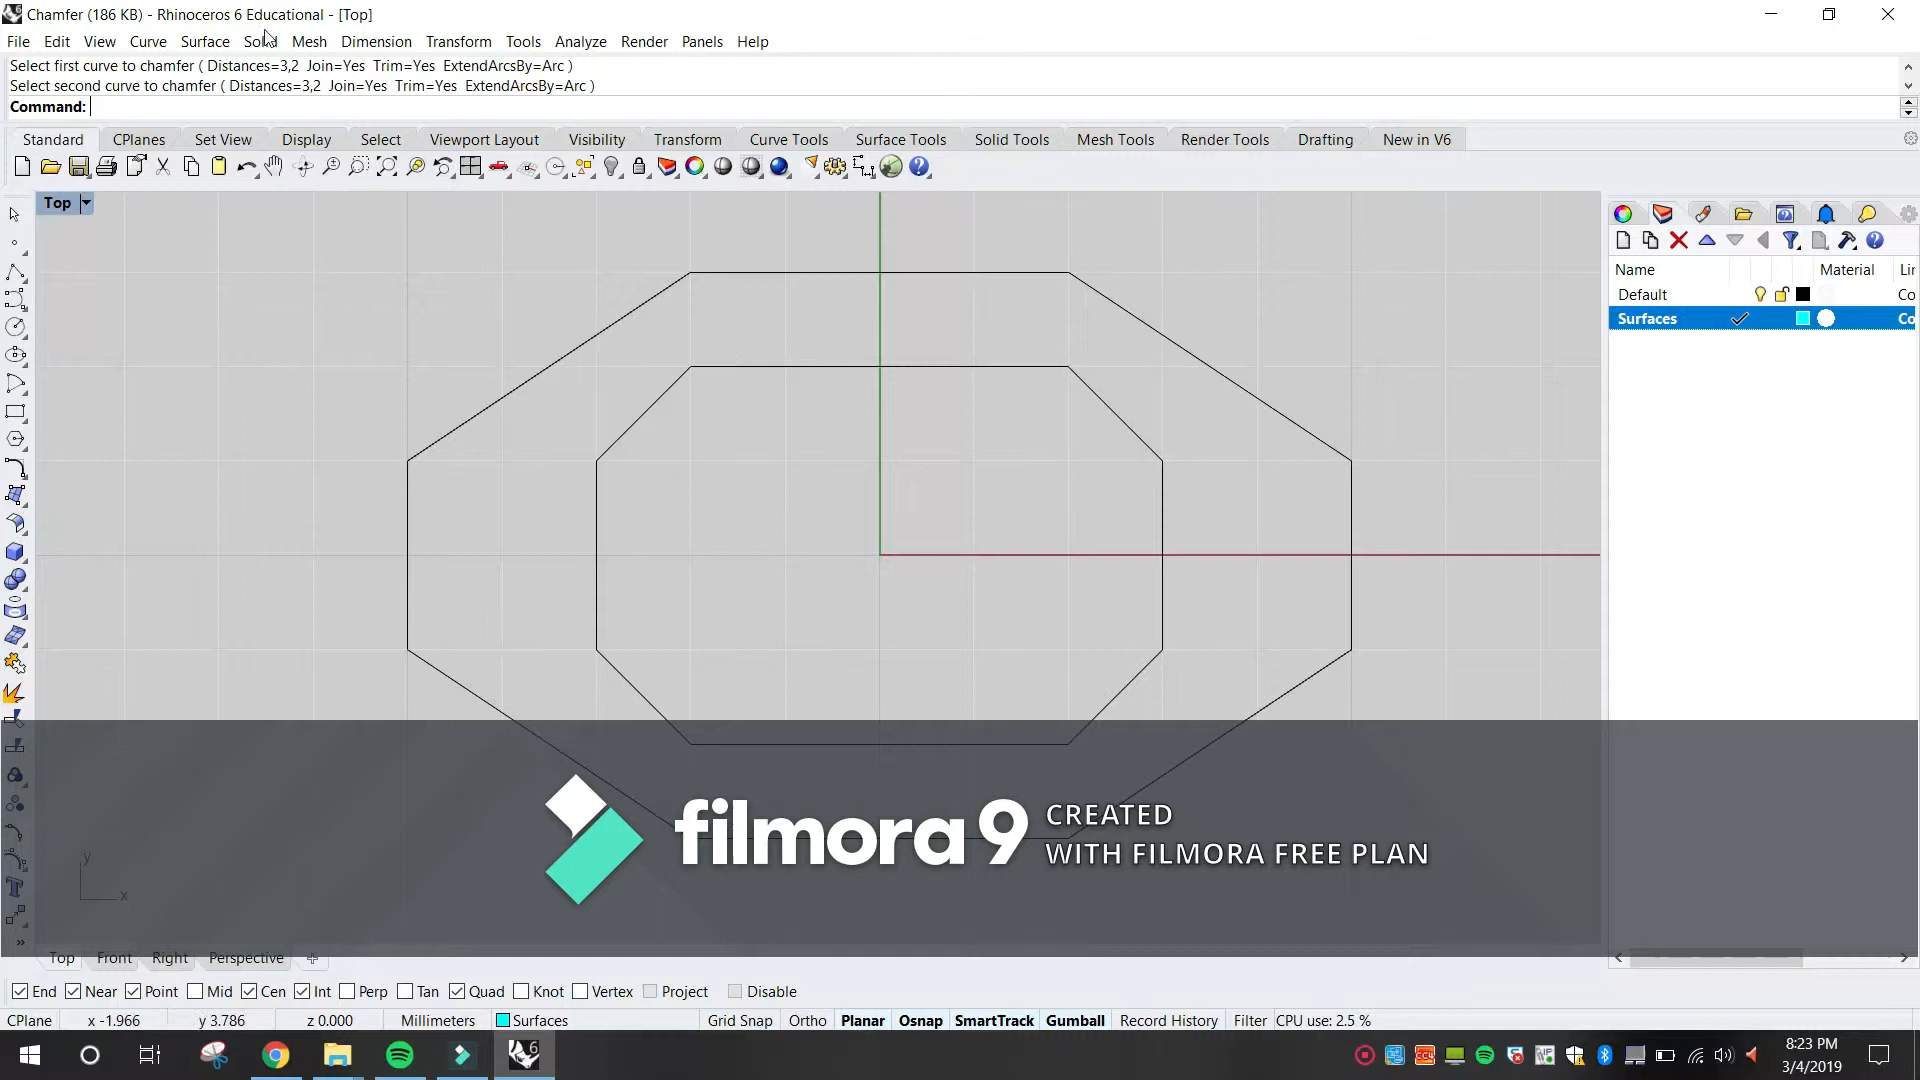 Chamfer (186 KB) - Rhinoceros 6 Educational - [Top]
File Edit View Curve Surface Solid Mesh Dimension Transform Tools Analyze Render Panels Help
Select first curve to chamfer ( Distances=3,2 Join=Yes Trim=Yes ExtendArcsBy=Arc )
Select second curve to chamfer ( Distances=3,2 Join=Yes Trim=Yes ExtendArcsBy=Arc )
Command:
Standard CPlanes Set View Display Select Viewport Layout Visibility Transform Curve Tools Surface Tools Solid Tools Mesh Tools Render Tools Drafting New in V6
Top
Name Material Lir
Default Co
Surfaces Co
filmora 9 CREATED
WITH FILMORA FREE PLAN
y
x
Top Front Right Perspective
End Near Point Mid Cen Int Perp Tan Quad Knot Vertex Project Disable
CPlane x -1.966 y 3.786 z 0.000 Millimeters Surfaces Grid Snap Ortho Planar Osnap SmartTrack Gumball Record History Filter CPU use: 2.5 %
8:23 PM
3/4/2019